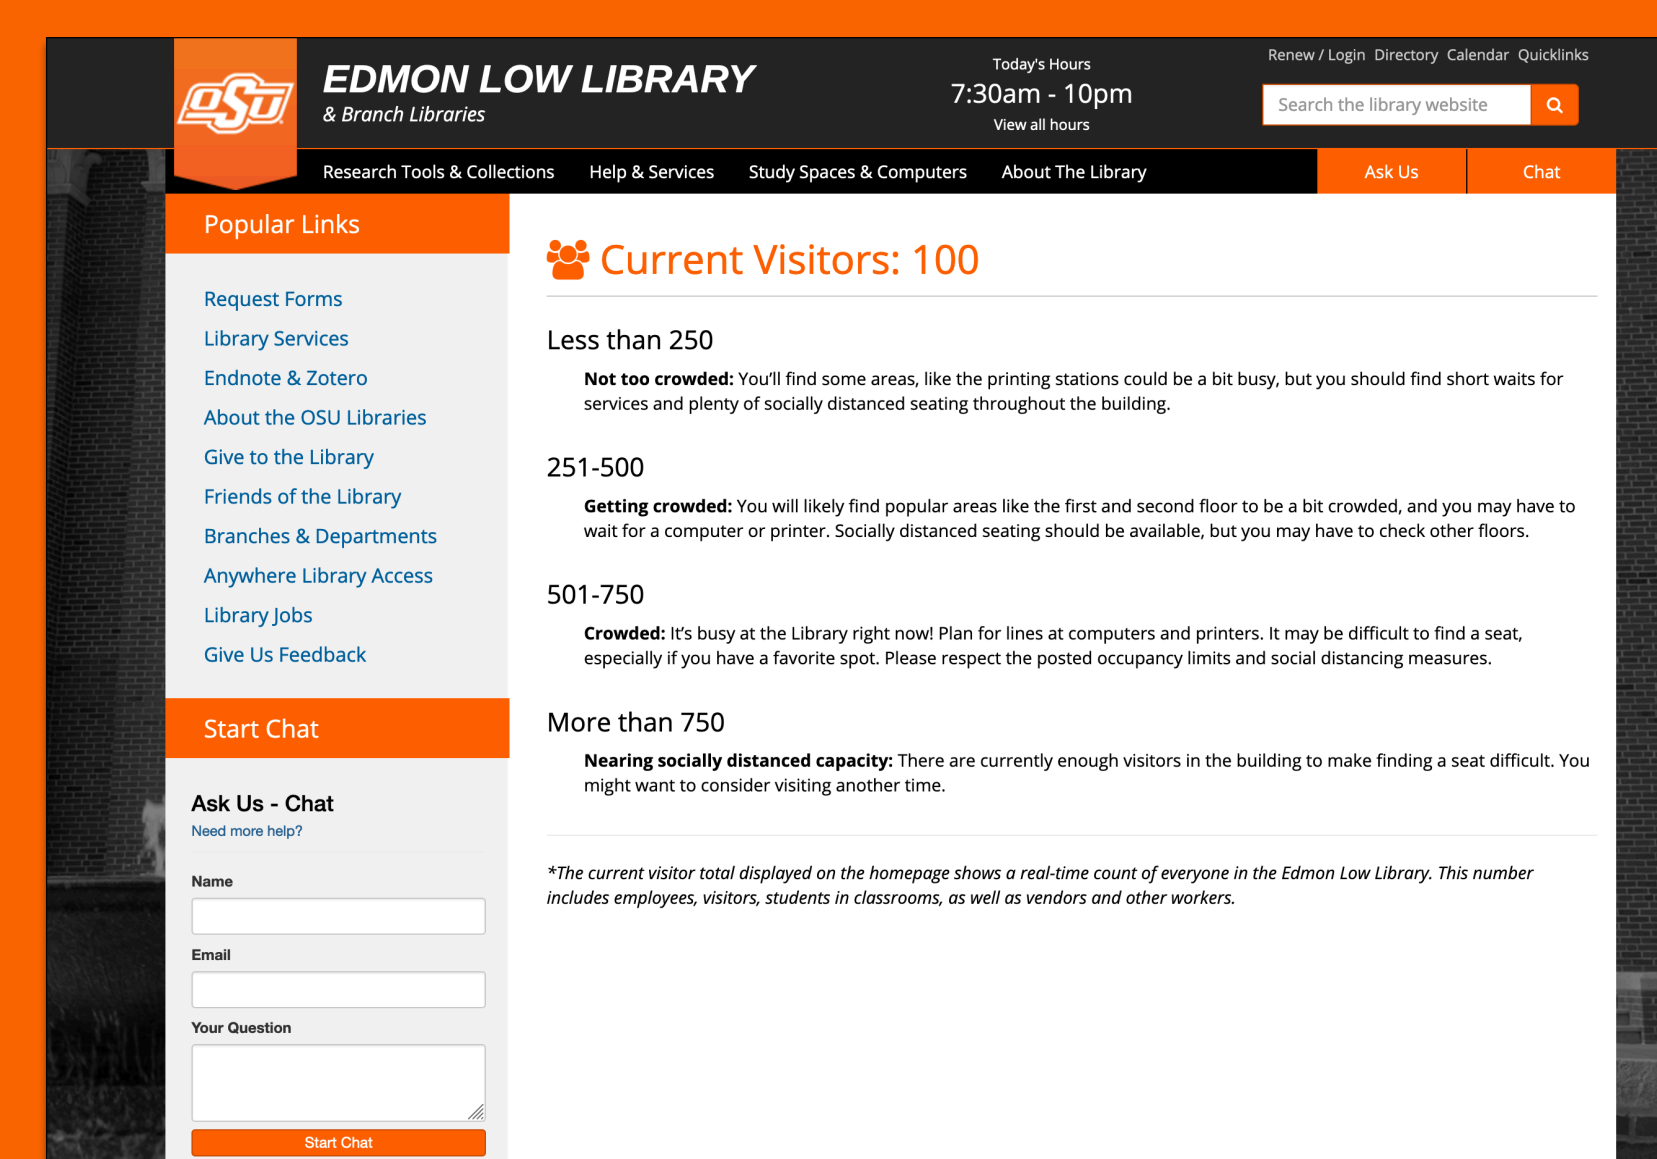 OSU
EDMON LOW LIBRARY
& Branch Libraries
Today's Hours
7:30am - 10pm
View all hours
Renew / Login Directory Calendar Quicklinks
Search the library website
Research Tools & Collections Help & Services Study Spaces & Computers About The Library Ask Us Chat
Popular Links
Request Forms
Library Services
Endnote & Zotero
About the OSU Libraries
Give to the Library
Friends of the Library
Branches & Departments
Anywhere Library Access
Library Jobs
Give Us Feedback
Start Chat
Ask Us - Chat
Need more help?
Name
Email
Your Question
Start Chat
Current Visitors: 100
Less than 250
Not too crowded: You’ll find some areas, like the printing stations could be a bit busy, but you should find short waits for
services and plenty of socially distanced seating throughout the building.
251-500
Getting crowded: You will likely find popular areas like the first and second floor to be a bit crowded, and you may have to
wait for a computer or printer. Socially distanced seating should be available, but you may have to check other floors.
501-750
Crowded: It’s busy at the Library right now! Plan for lines at computers and printers. It may be difficult to find a seat,
especially if you have a favorite spot. Please respect the posted occupancy limits and social distancing measures.
More than 750
Nearing socially distanced capacity: There are currently enough visitors in the building to make finding a seat difficult. You
might want to consider visiting another time.
*The current visitor total displayed on the homepage shows a real-time count of everyone in the Edmon Low Library. This number
includes employees, visitors, students in classrooms, as well as vendors and other workers.